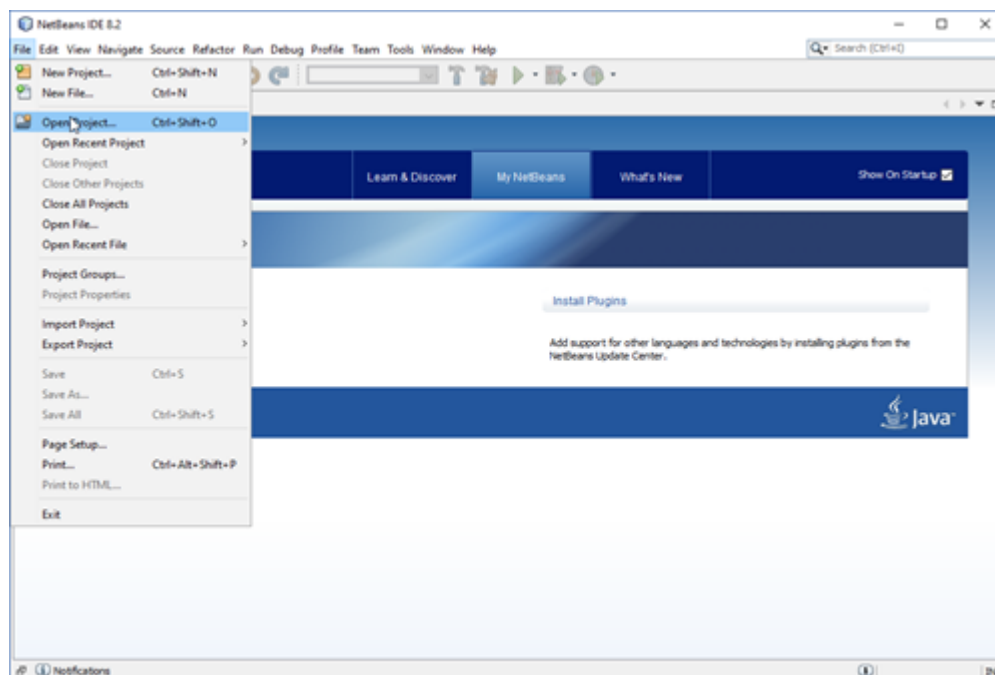 NetBeans IDE 8.2
File Edit View Navigate Source Refactor Run Debug Profile Team Tools Window Help
Search (Ctrl+I)
New Project... Ctrl+Shift+N
New File... Ctrl+N
Open Project... Ctrl+Shift+O
Open Recent Project
Close Project
Close Other Projects
Close All Projects
Open File...
Open Recent File
Project Groups...
Project Properties
Import Project
Export Project
Save Ctrl+S
Save As...
Save All Ctrl+Shift+S
Page Setup...
Print... Ctrl+Alt+Shift+P
Print to HTML...
Exit
Learn & Discover My NetBeans What's New Show On Startup
Install Plugins
Add support for other languages and technologies by installing plugins from the
NetBeans Update Center.
Java
Notifications